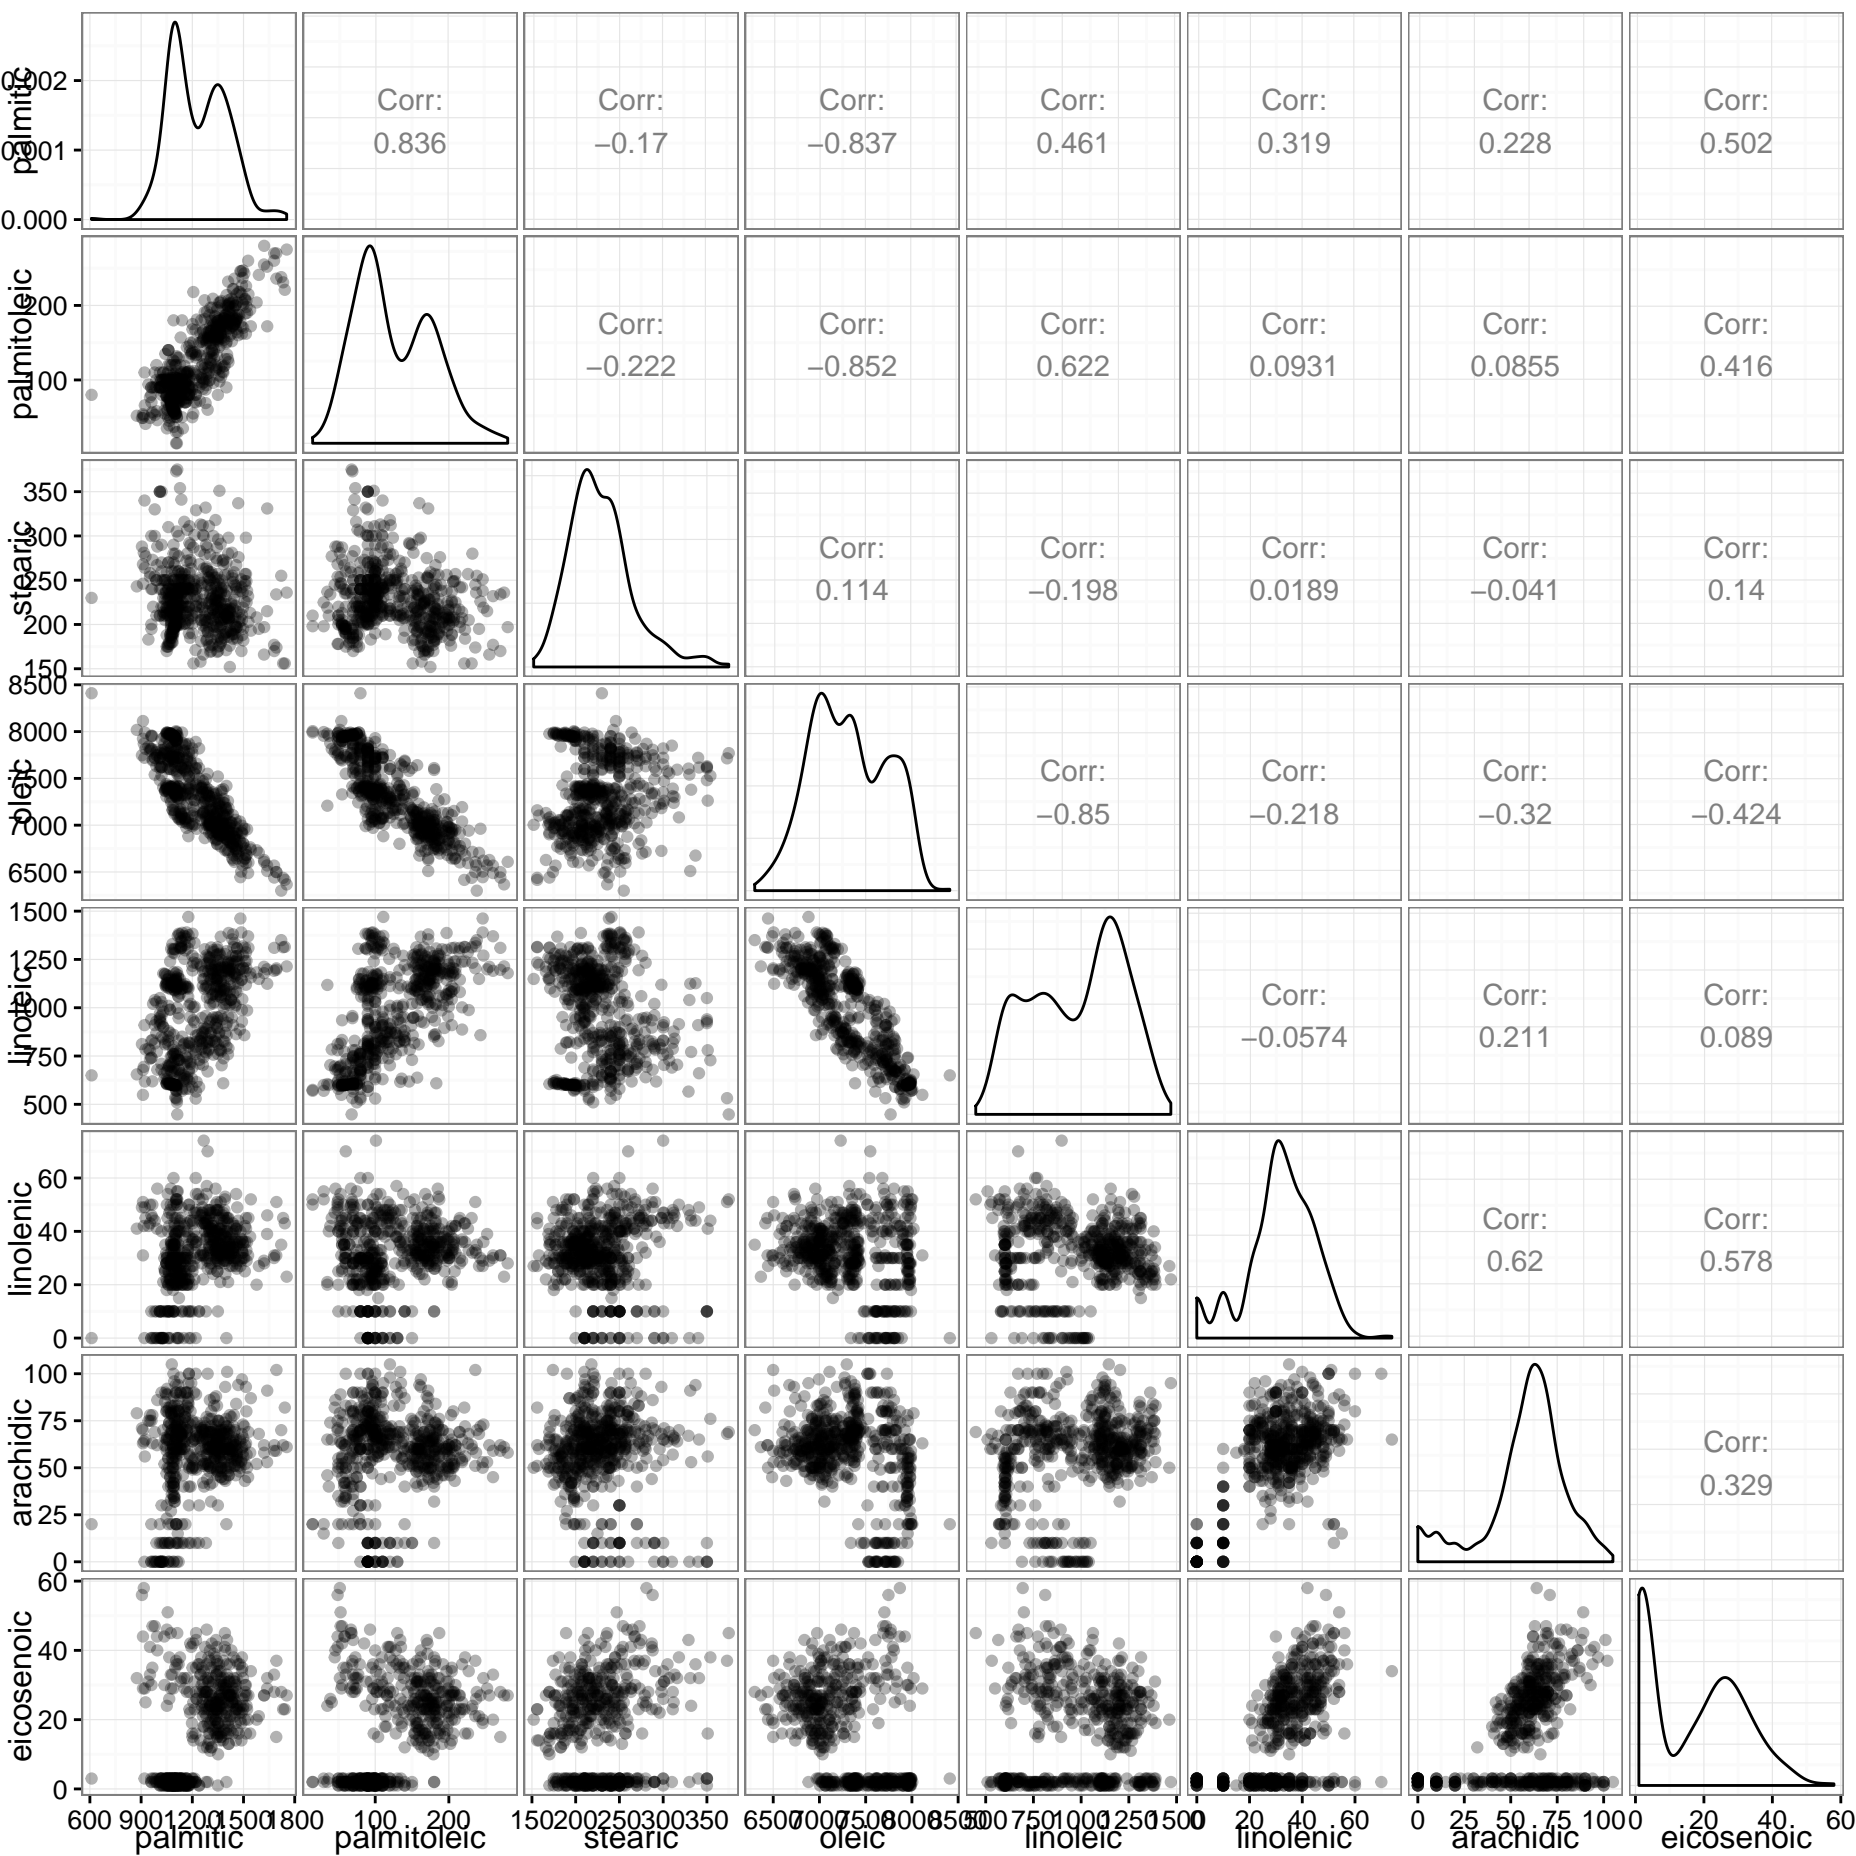 palmitic
0.002
0.001
0.000
Corr:
0.836
Corr:
−0.17
Corr:
−0.837
Corr:
0.461
Corr:
0.319
Corr:
0.228
Corr:
0.502
palmitoleic
200
100
Corr:
−0.222
Corr:
−0.852
Corr:
0.622
Corr:
0.0931
Corr:
0.0855
Corr:
0.416
stearic
350
300
250
200
150
Corr:
0.114
Corr:
−0.198
Corr:
0.0189
Corr:
−0.041
Corr:
0.14
oleic
8500
8000
7500
7000
6500
Corr:
−0.85
Corr:
−0.218
Corr:
−0.32
Corr:
−0.424
linoleic
1500
1250
1000
750
500
Corr:
−0.0574
Corr:
0.211
Corr:
0.089
linolenic
60
40
20
0
Corr:
0.62
Corr:
0.578
arachidic
100
75
50
25
0
Corr:
0.329
eicosenoic
60
40
20
0
600 900 1200 1500 1800
100 200
150 200 250 300 350
6500 7000 7500 8000 8500
500 750 1000 1250 1500
0 20 40 60
0 25 50 75 100
0 20 40 60
palmitic palmitoleic stearic oleic linoleic linolenic arachidic eicosenoic